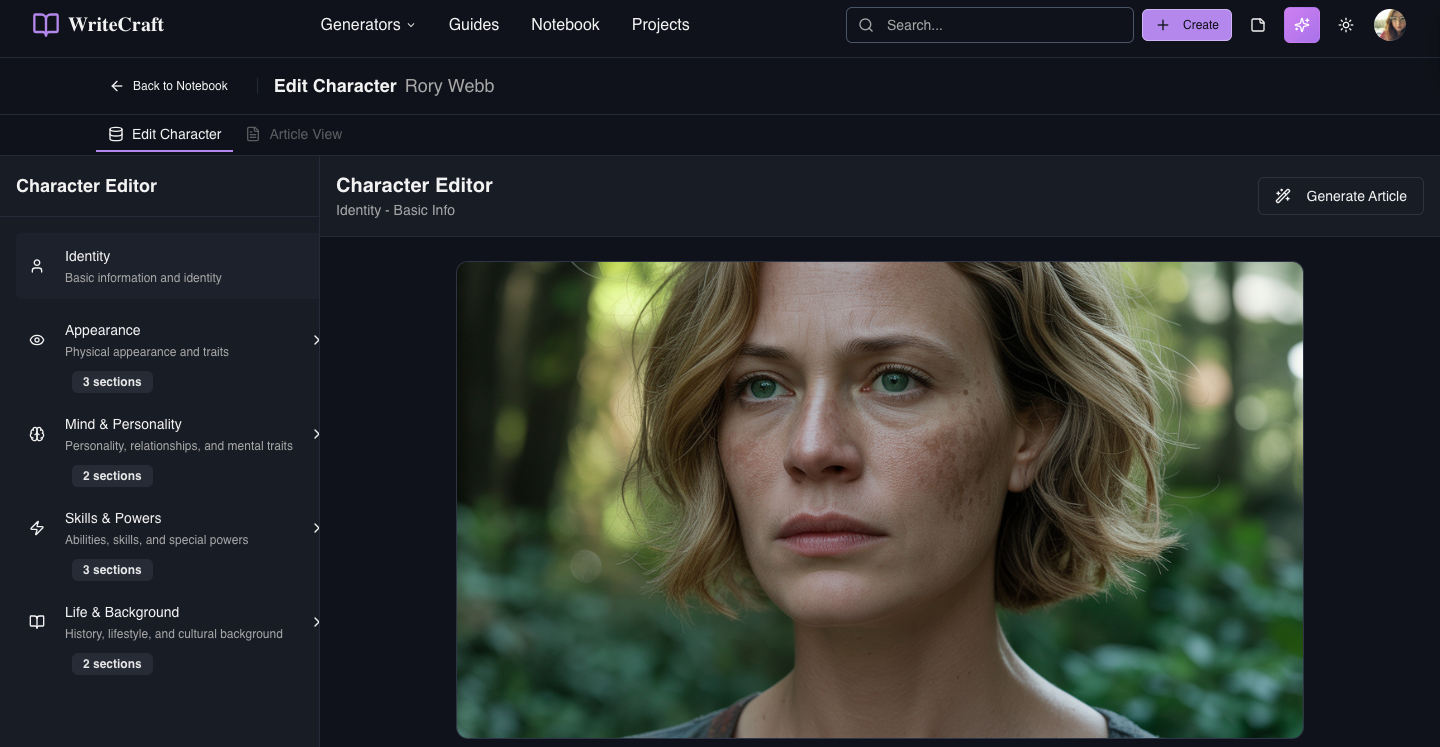 WriteCraft
Generators
Guides
Notebook
Projects
Search...
Create
Back to Notebook
Edit Character Rory Webb
Edit Character
Article View
Character Editor
Identity
Basic information and identity
Appearance
Physical appearance and traits
3 sections
Mind & Personality
Personality, relationships, and mental traits
2 sections
Skills & Powers
Abilities, skills, and special powers
3 sections
Life & Background
History, lifestyle, and cultural background
2 sections
Character Editor
Identity - Basic Info
Generate Article